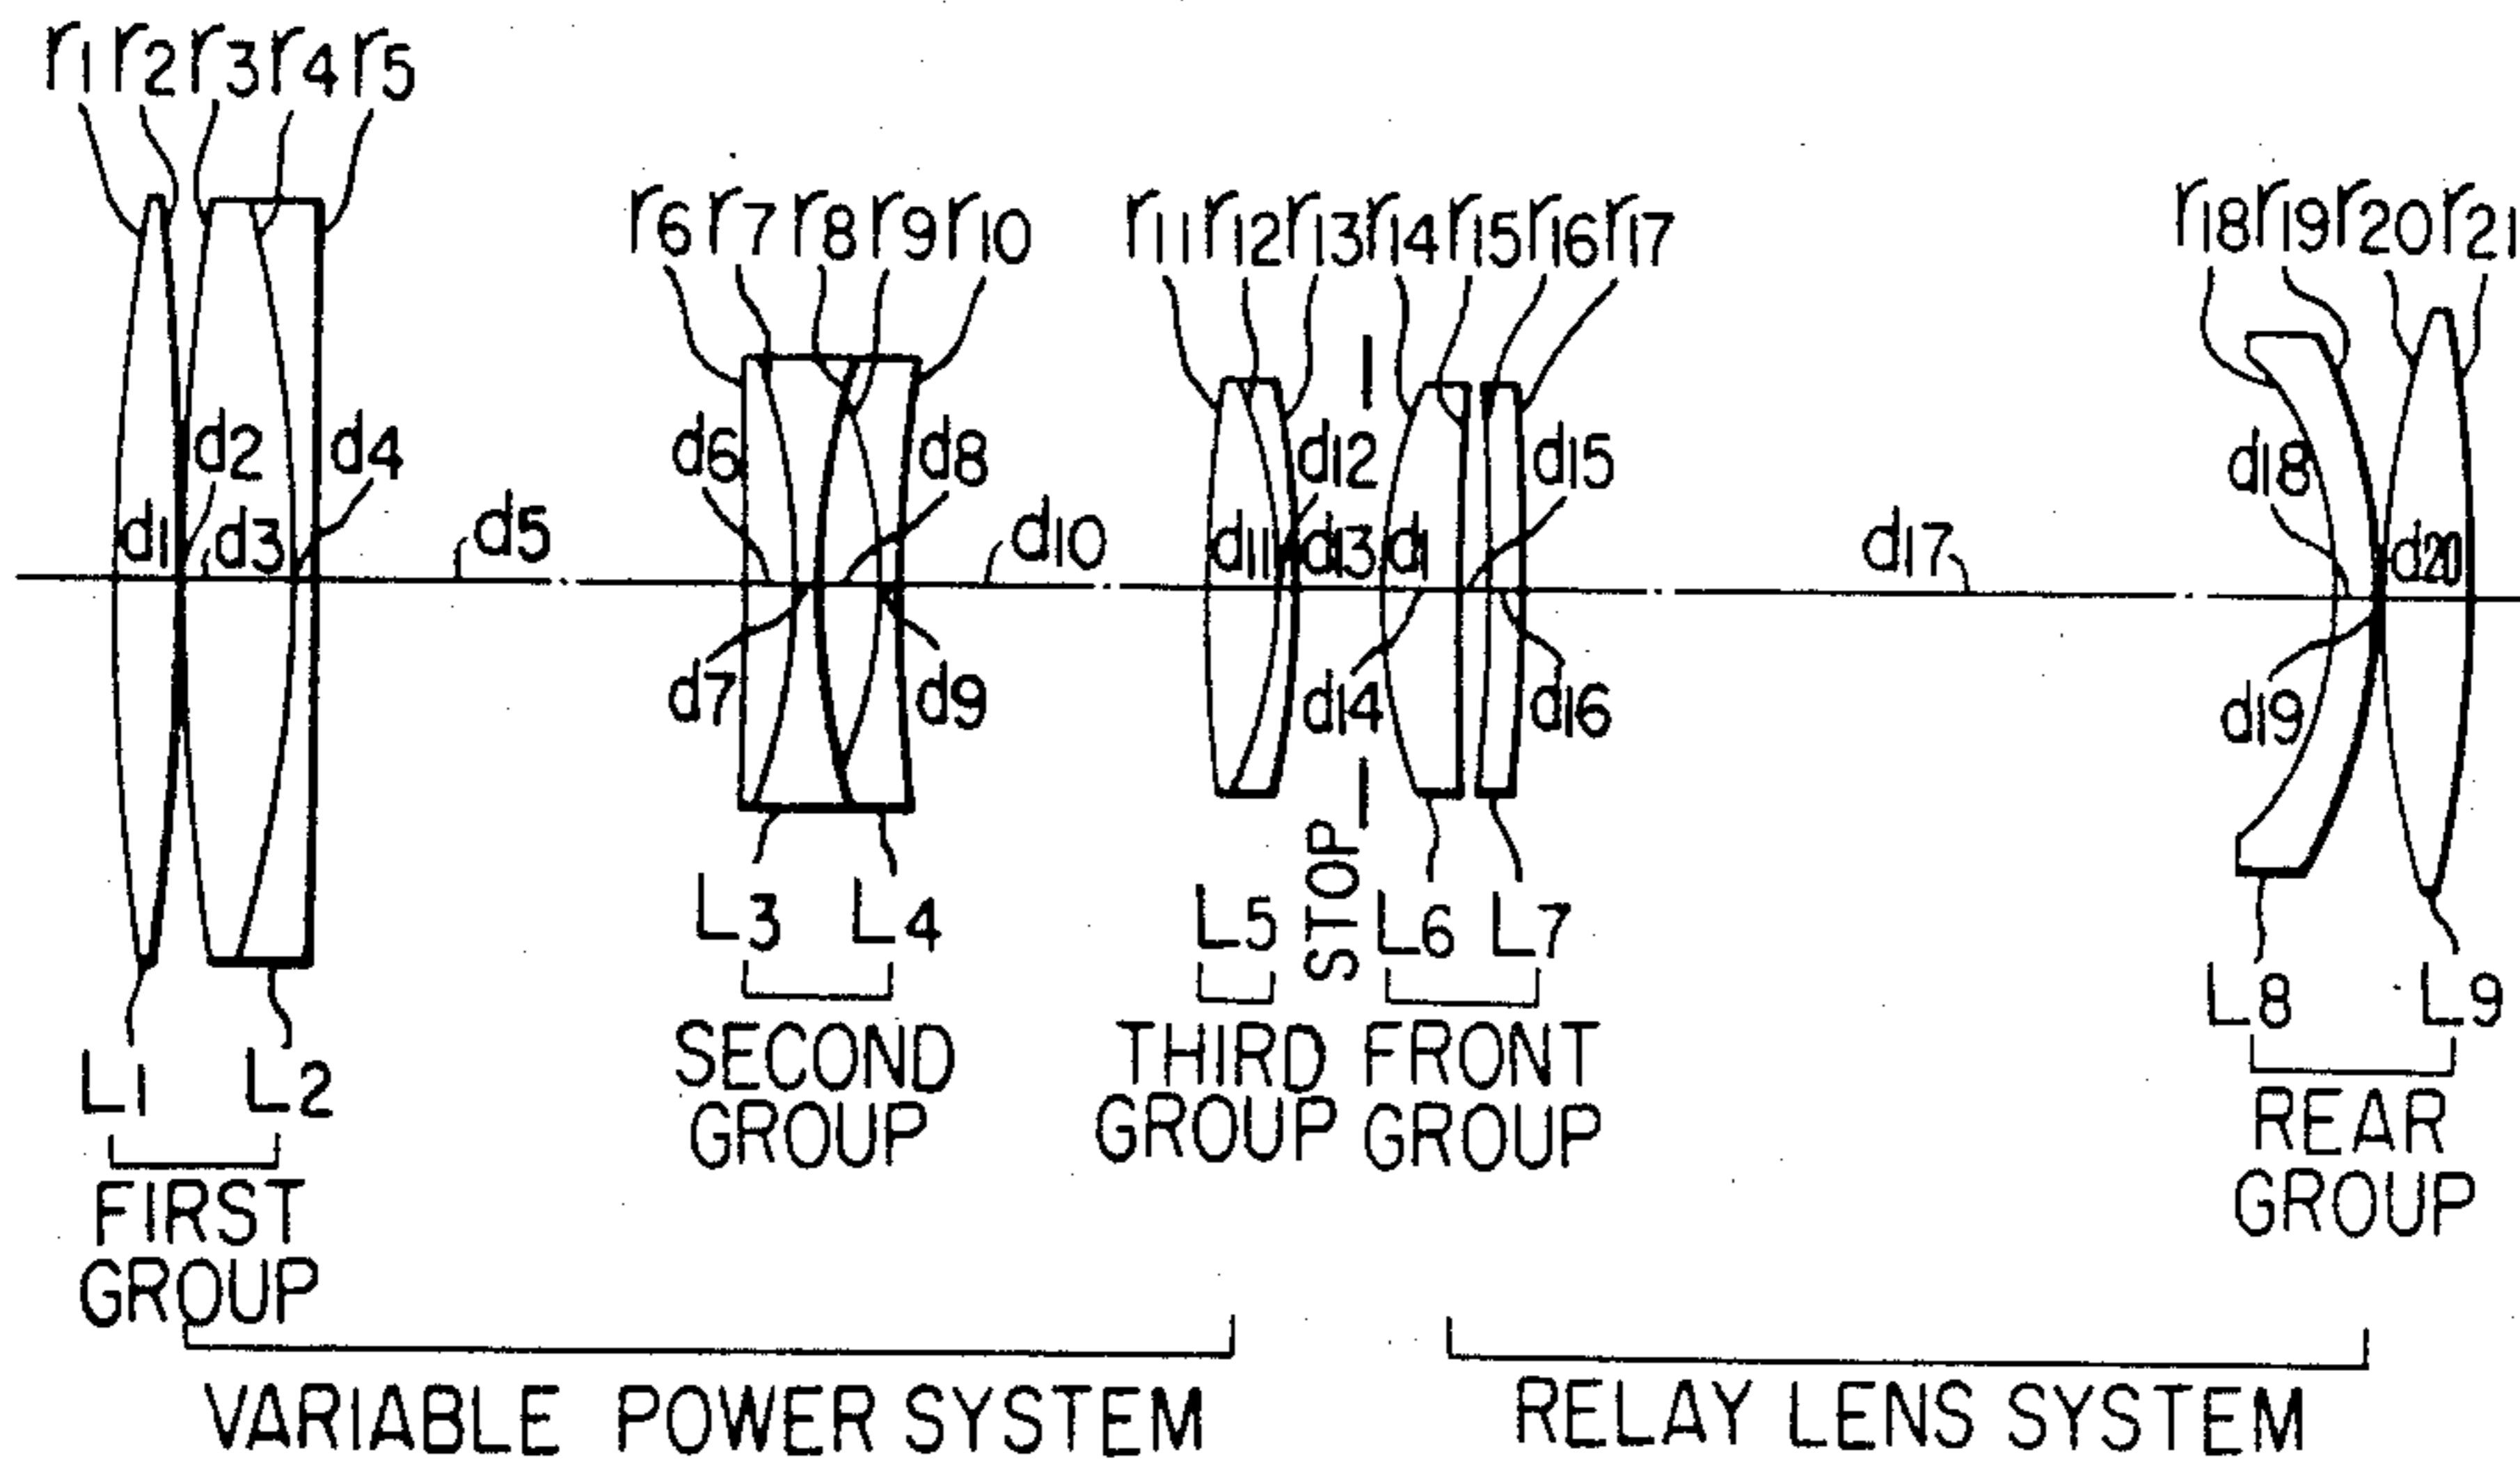 r1 r2 r3 r4 r5
r6 r7 r8 r9 r10
r11 r12 r13 r14 r15 r16 r17
r18 r19 r20 r21
d2 d4
d6 d8
d12 d15
d18
d1 d3 d5 d10
d11 d13 d17
d7 d9
d14 d16
d19
L3 L4
L5 STOP L6 L7
L8 L9
L1 L2
SECOND
GROUP
THIRD
GROUP
FRONT
GROUP
REAR
GROUP
FIRST
GROUP
VARIABLE POWER SYSTEM
RELAY LENS SYSTEM